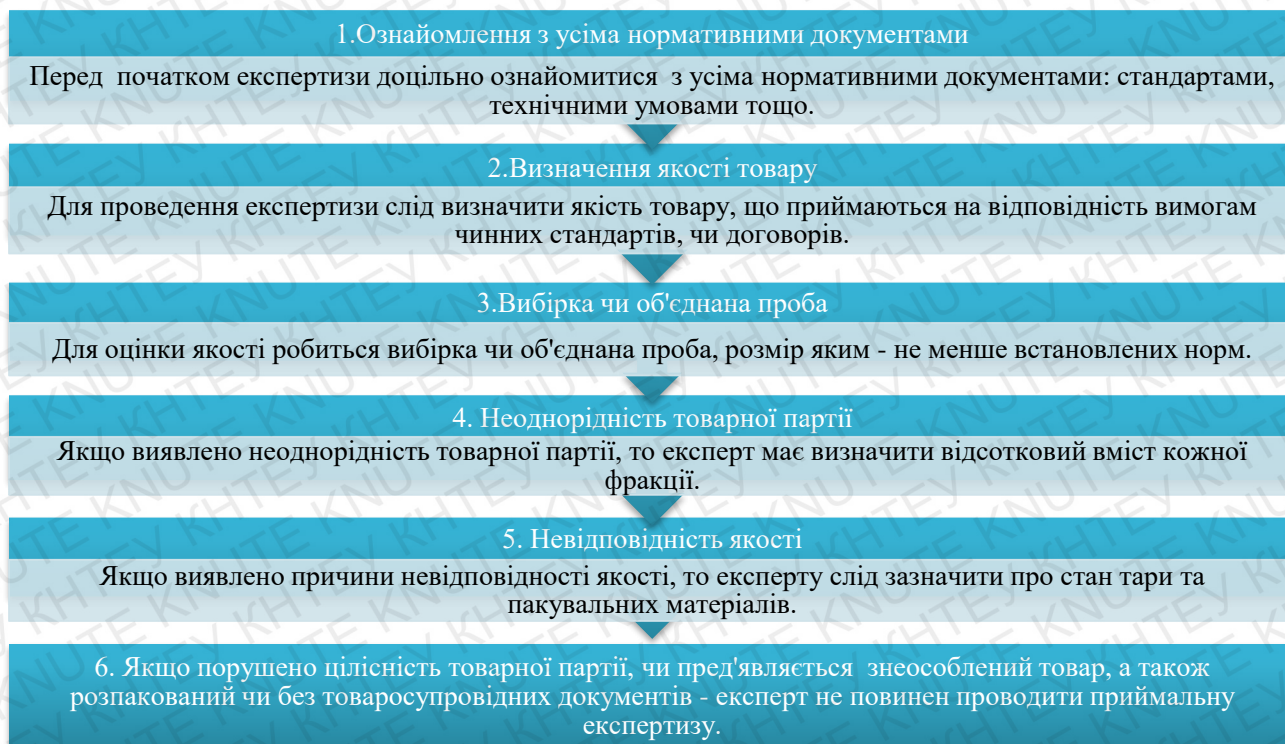 1.Ознайомлення з усіма нормативними документами
Перед початком експертизи доцільно ознайомитися з усіма нормативними документами: стандартами,
технічними умовами тощо.
2.Визначення якості товару
Для проведення експертизи слід визначити якість товару, що приймаються на відповідність вимогам
чинних стандартів, чи договорів.
3.Вибірка чи об'єднана проба
Для оцінки якості робиться вибірка чи об'єднана проба, розмір яким - не менше встановлених норм.
4. Неоднорідність товарної партії
Якщо виявлено неоднорідність товарної партії, то експерт має визначити відсотковий вміст кожної
фракції.
5. Невідповідність якості
Якщо виявлено причини невідповідності якості, то експерту слід зазначити про стан тари та
пакувальних матеріалів.
6. Якщо порушено цілісність товарної партії, чи пред'являється знеособлений товар, а також
розпакований чи без товаросупровідних документів - експерт не повинен проводити приймальну
експертизу.